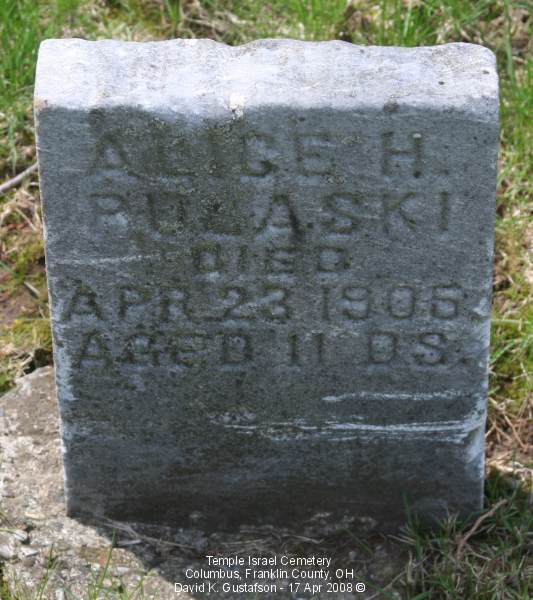 ALICE H.
PULASKI
DIED
APR. 23 1906.
AGED 11 DS.
Temple Israel Cemetery
Columbus, Franklin County, OH
David K. Gustafson - 17 Apr 2008 ©